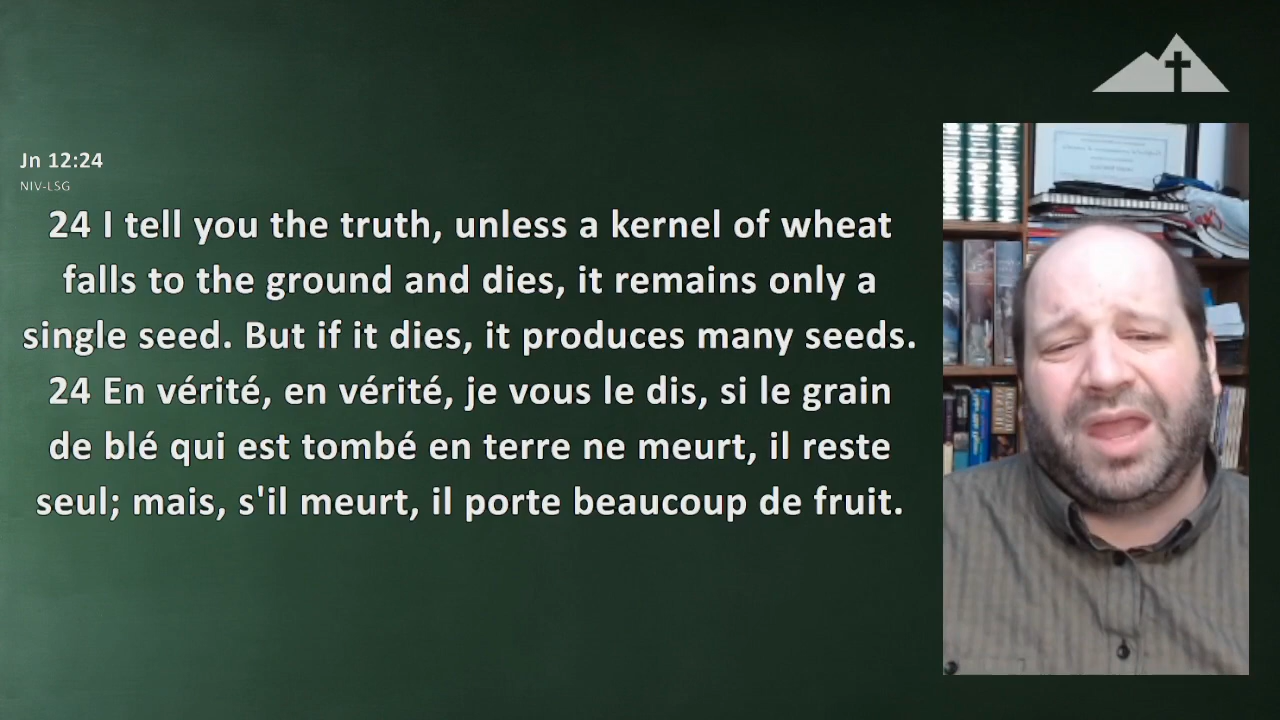 Jn 12:24
NIV-LSG
24 I tell you the truth, unless a kernel of wheat
falls to the ground and dies, it remains only a
single seed. But if it dies, it produces many seeds.
24 En vérité, en vérité, je vous le dis, si le grain
de blé qui est tombé en terre ne meurt, il reste
seul; mais, s'il meurt, il porte beaucoup de fruit.